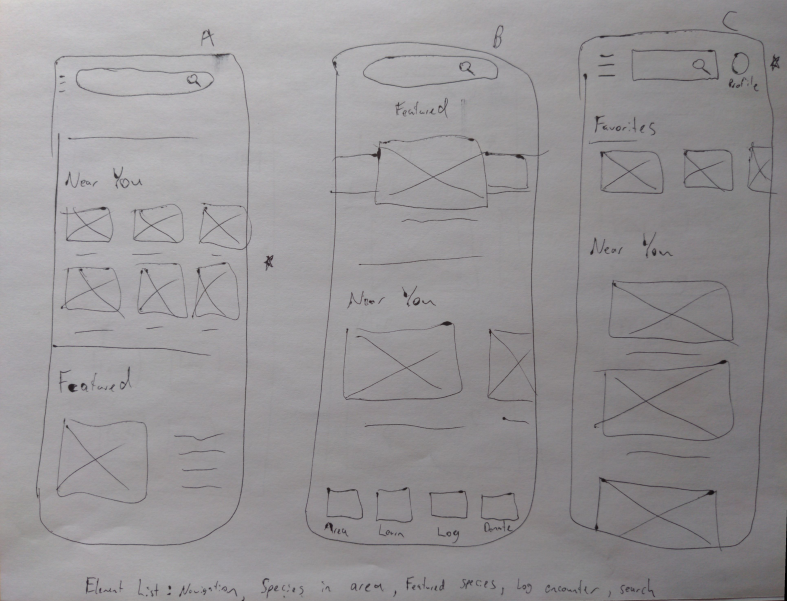 A
Near You
Featured
B
Featured
Near You
Area
Learn
Log
Donate
C
Profile
Favorites
Near You
Element List: Navigation, Species in area, Featured speces, Log encounter, search